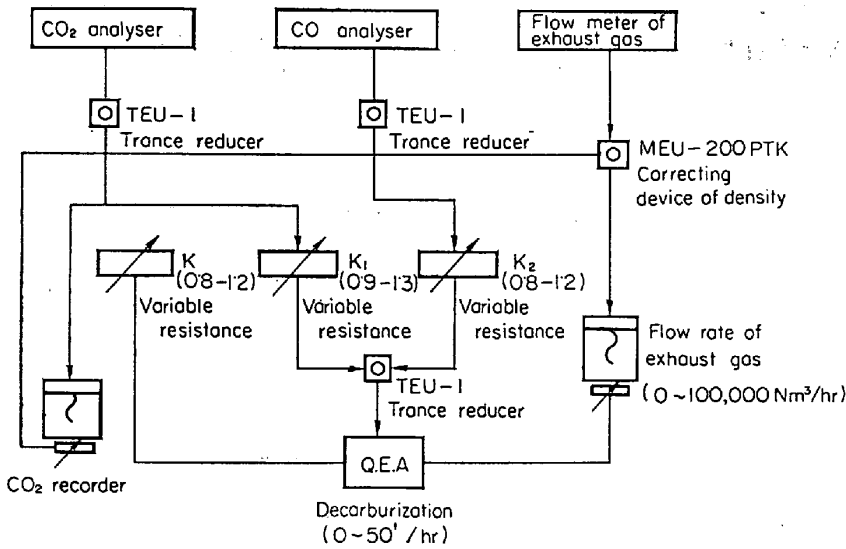 CO₂ analyser
CO analyser
Flow meter of
exhaust gas
TEU-1
Trance reducer
TEU-1
Trance reducer
MEU-200 PTK
Correcting
device of density
K
(0.8-1.2)
Variable
resistance
K₁
(0.9-1.3)
Variable
resistance
K₂
(0.8-1.2)
Variable
resistance
Flow rate of
exhaust gas
(0~100,000 Nm³/hr)
TEU-1
Trance reducer
CO₂ recorder
Q.E.A
Decarburization
(0~50ᵗ/hr)